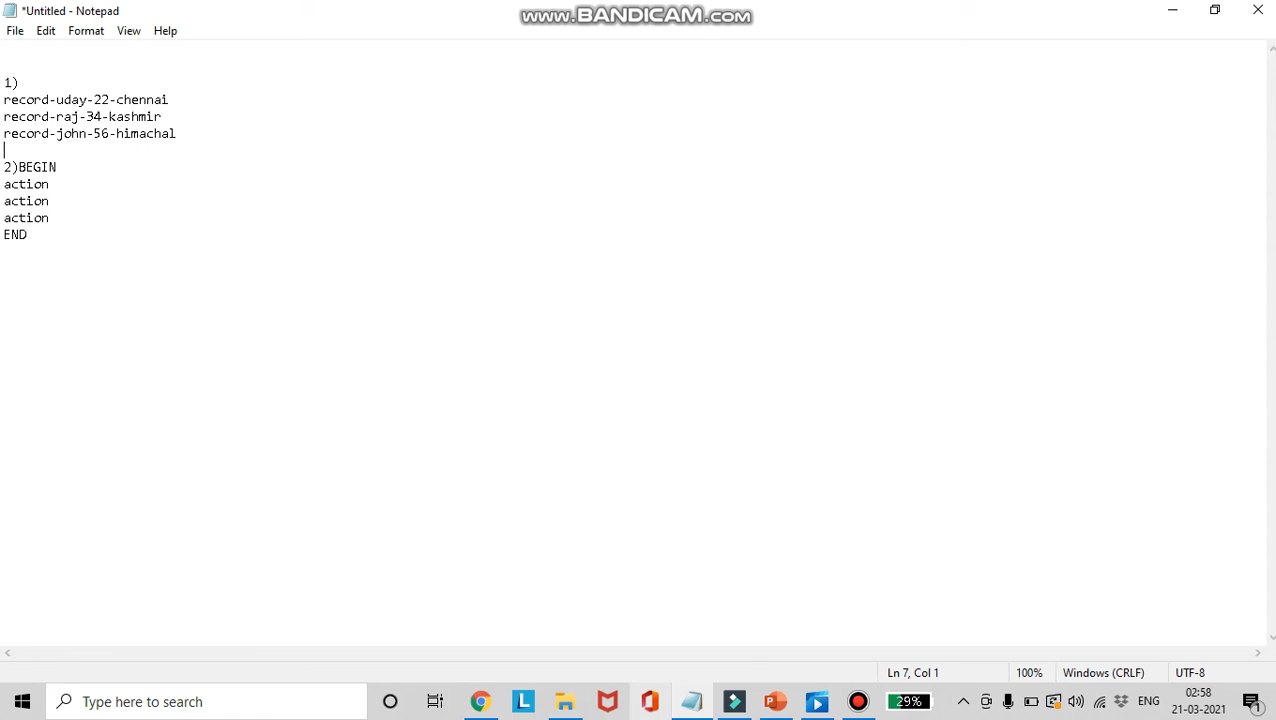 *Untitled - Notepad
www.BANDICAM.com
File Edit Format View Help
1)
record-uday-22-chennai
record-raj-34-kashmir
record-john-56-himachal
2)BEGIN
action
action
action
END
Ln 7, Col 1 100% Windows (CRLF) UTF-8
Type here to search
L
P
29%
ENG
02:58
21-03-2021
1